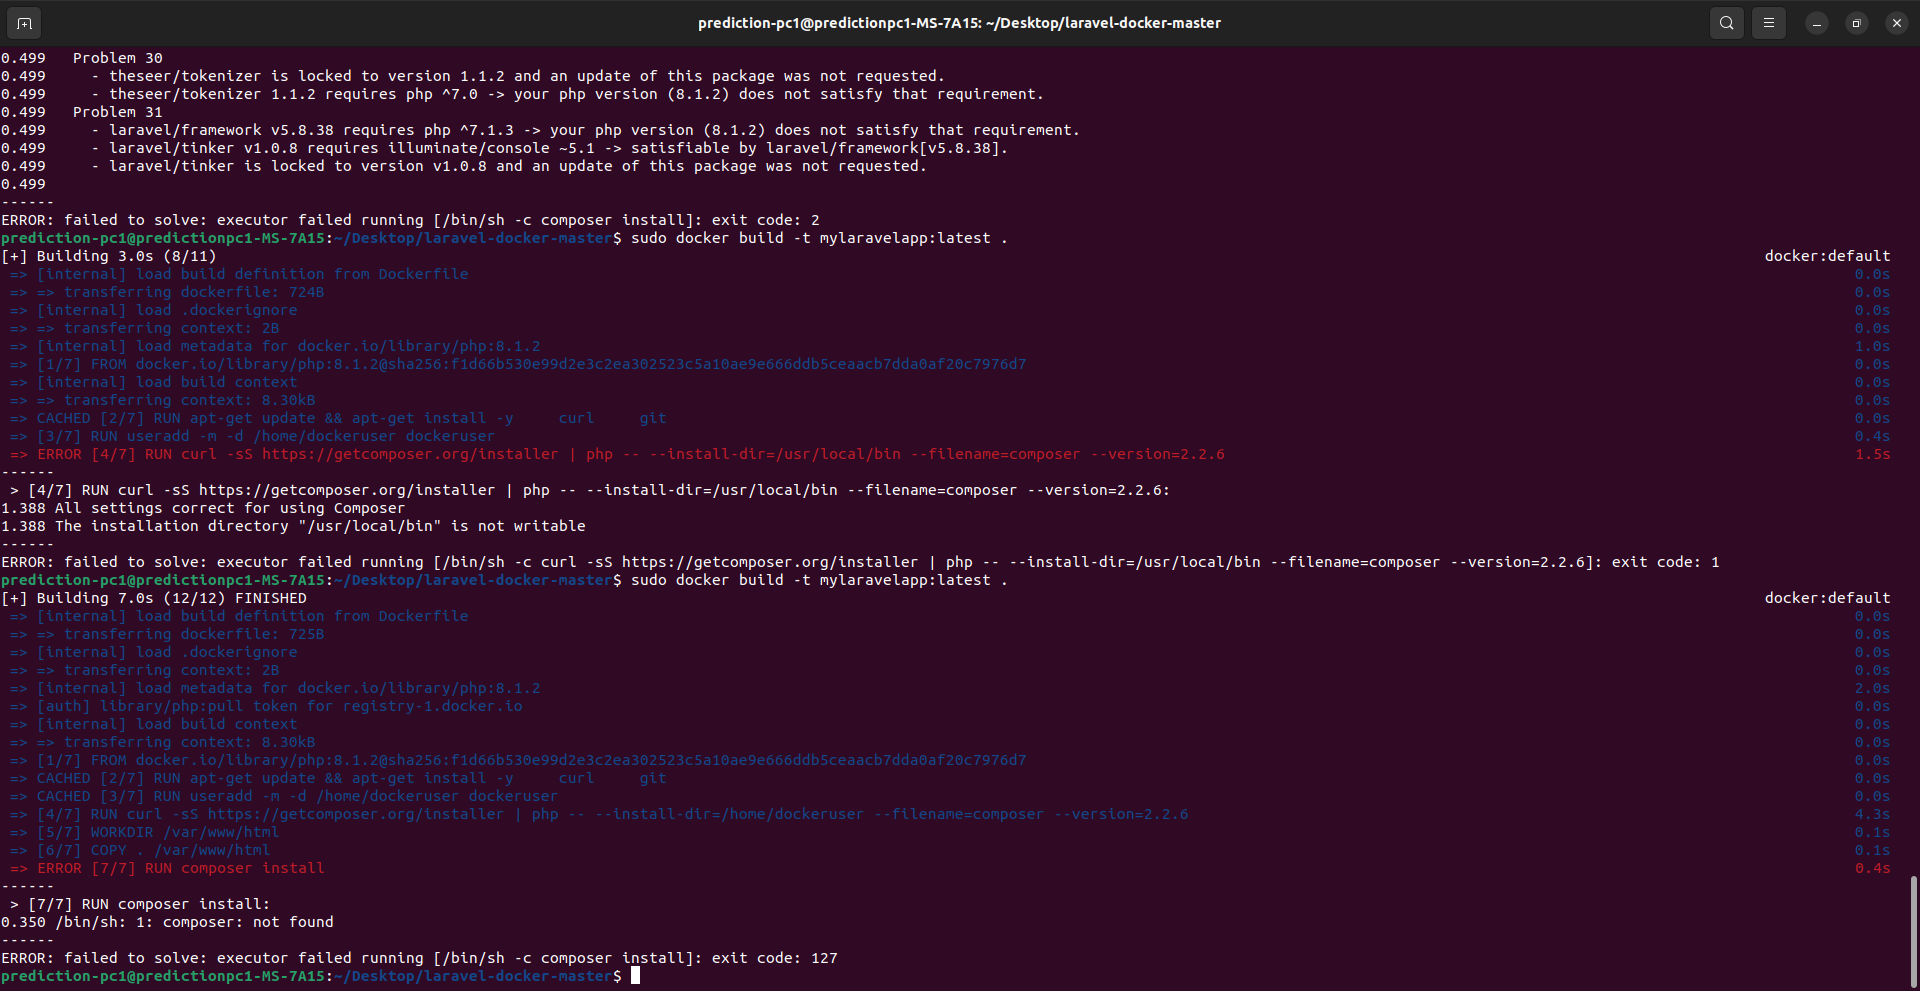 prediction-pc1@predictionpc1-MS-7A15: ~/Desktop/laravel-docker-master
0.499   Problem 30
0.499     - theseer/tokenizer is locked to version 1.1.2 and an update of this package was not requested.
0.499     - theseer/tokenizer 1.1.2 requires php ^7.0 -> your php version (8.1.2) does not satisfy that requirement.
0.499   Problem 31
0.499     - laravel/framework v5.8.38 requires php ^7.1.3 -> your php version (8.1.2) does not satisfy that requirement.
0.499     - laravel/tinker v1.0.8 requires illuminate/console ~5.1 -> satisfiable by laravel/framework[v5.8.38].
0.499     - laravel/tinker is locked to version v1.0.8 and an update of this package was not requested.
0.499
------
ERROR: failed to solve: executor failed running [/bin/sh -c composer install]: exit code: 2
prediction-pc1@predictionpc1-MS-7A15:~/Desktop/laravel-docker-master$ sudo docker build -t mylaravelapp:latest .
[+] Building 3.0s (8/11) docker:default
=> [internal] load build definition from Dockerfile 0.0s
=> => transferring dockerfile: 724B 0.0s
=> [internal] load .dockerignore 0.0s
=> => transferring context: 2B 0.0s
=> [internal] load metadata for docker.io/library/php:8.1.2 1.0s
=> [1/7] FROM docker.io/library/php:8.1.2@sha256:f1d66b530e99d2e3c2ea302523c5a10ae9e666ddb5ceaacb7dda0af20c7976d7 0.0s
=> [internal] load build context 0.0s
=> => transferring context: 8.30kB 0.0s
=> CACHED [2/7] RUN apt-get update && apt-get install -y     curl     git 0.0s
=> [3/7] RUN useradd -m -d /home/dockeruser dockeruser 0.4s
=> ERROR [4/7] RUN curl -sS https://getcomposer.org/installer | php -- --install-dir=/usr/local/bin --filename=composer --version=2.2.6 1.5s
------
> [4/7] RUN curl -sS https://getcomposer.org/installer | php -- --install-dir=/usr/local/bin --filename=composer --version=2.2.6:
1.388 All settings correct for using Composer
1.388 The installation directory "/usr/local/bin" is not writable
------
ERROR: failed to solve: executor failed running [/bin/sh -c curl -sS https://getcomposer.org/installer | php -- --install-dir=/usr/local/bin --filename=composer --version=2.2.6]: exit code: 1
prediction-pc1@predictionpc1-MS-7A15:~/Desktop/laravel-docker-master$ sudo docker build -t mylaravelapp:latest .
[+] Building 7.0s (12/12) FINISHED docker:default
=> [internal] load build definition from Dockerfile 0.0s
=> => transferring dockerfile: 725B 0.0s
=> [internal] load .dockerignore 0.0s
=> => transferring context: 2B 0.0s
=> [internal] load metadata for docker.io/library/php:8.1.2 2.0s
=> [auth] library/php:pull token for registry-1.docker.io 0.0s
=> [internal] load build context 0.0s
=> => transferring context: 8.30kB 0.0s
=> [1/7] FROM docker.io/library/php:8.1.2@sha256:f1d66b530e99d2e3c2ea302523c5a10ae9e666ddb5ceaacb7dda0af20c7976d7 0.0s
=> CACHED [2/7] RUN apt-get update && apt-get install -y     curl     git 0.0s
=> CACHED [3/7] RUN useradd -m -d /home/dockeruser dockeruser 0.0s
=> [4/7] RUN curl -sS https://getcomposer.org/installer | php -- --install-dir=/home/dockeruser --filename=composer --version=2.2.6 4.3s
=> [5/7] WORKDIR /var/www/html 0.1s
=> [6/7] COPY . /var/www/html 0.1s
=> ERROR [7/7] RUN composer install 0.4s
------
> [7/7] RUN composer install:
0.350 /bin/sh: 1: composer: not found
------
ERROR: failed to solve: executor failed running [/bin/sh -c composer install]: exit code: 127
prediction-pc1@predictionpc1-MS-7A15:~/Desktop/laravel-docker-master$